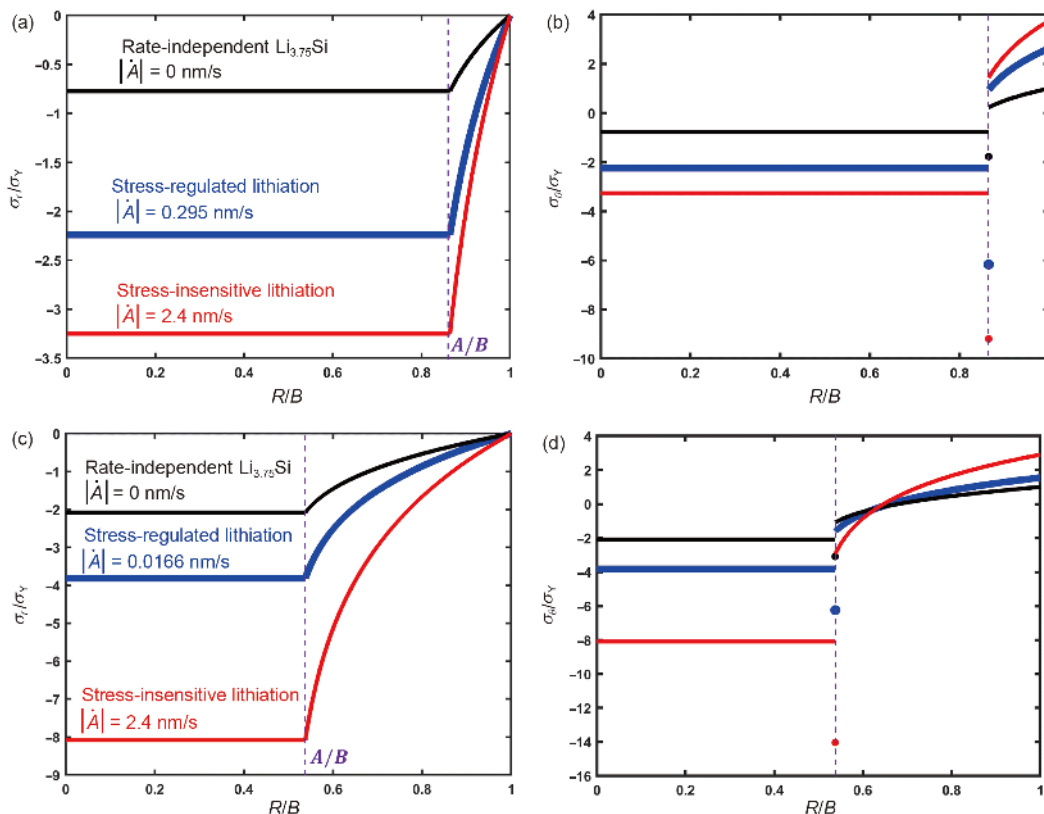 (a)
0
–0.5
–1
–1.5
–2
–2.5
–3
–3.5
σr/σY
Rate-independent Li3.75Si
|Ȧ| = 0 nm/s
Stress-regulated lithiation
|Ȧ| = 0.295 nm/s
Stress-insensitive lithiation
|Ȧ| = 2.4 nm/s
A/B
0 0.2 0.4 0.6 0.8 1
R/B
(b)
4
2
0
–2
–4
–6
–8
–10
σθ/σY
0 0.2 0.4 0.6 0.8
R/B
(c)
0
–1
–2
–3
–4
–5
–6
–7
–8
–9
σr/σY
Rate-independent Li3.75Si
|Ȧ| = 0 nm/s
Stress-regulated lithiation
|Ȧ| = 0.0166 nm/s
Stress-insensitive lithiation
|Ȧ| = 2.4 nm/s
A/B
0 0.2 0.4 0.6 0.8 1
R/B
(d)
4
2
0
–2
–4
–6
–8
–10
–12
–14
–16
σθ/σY
0 0.2 0.4 0.6 0.8 1
R/B